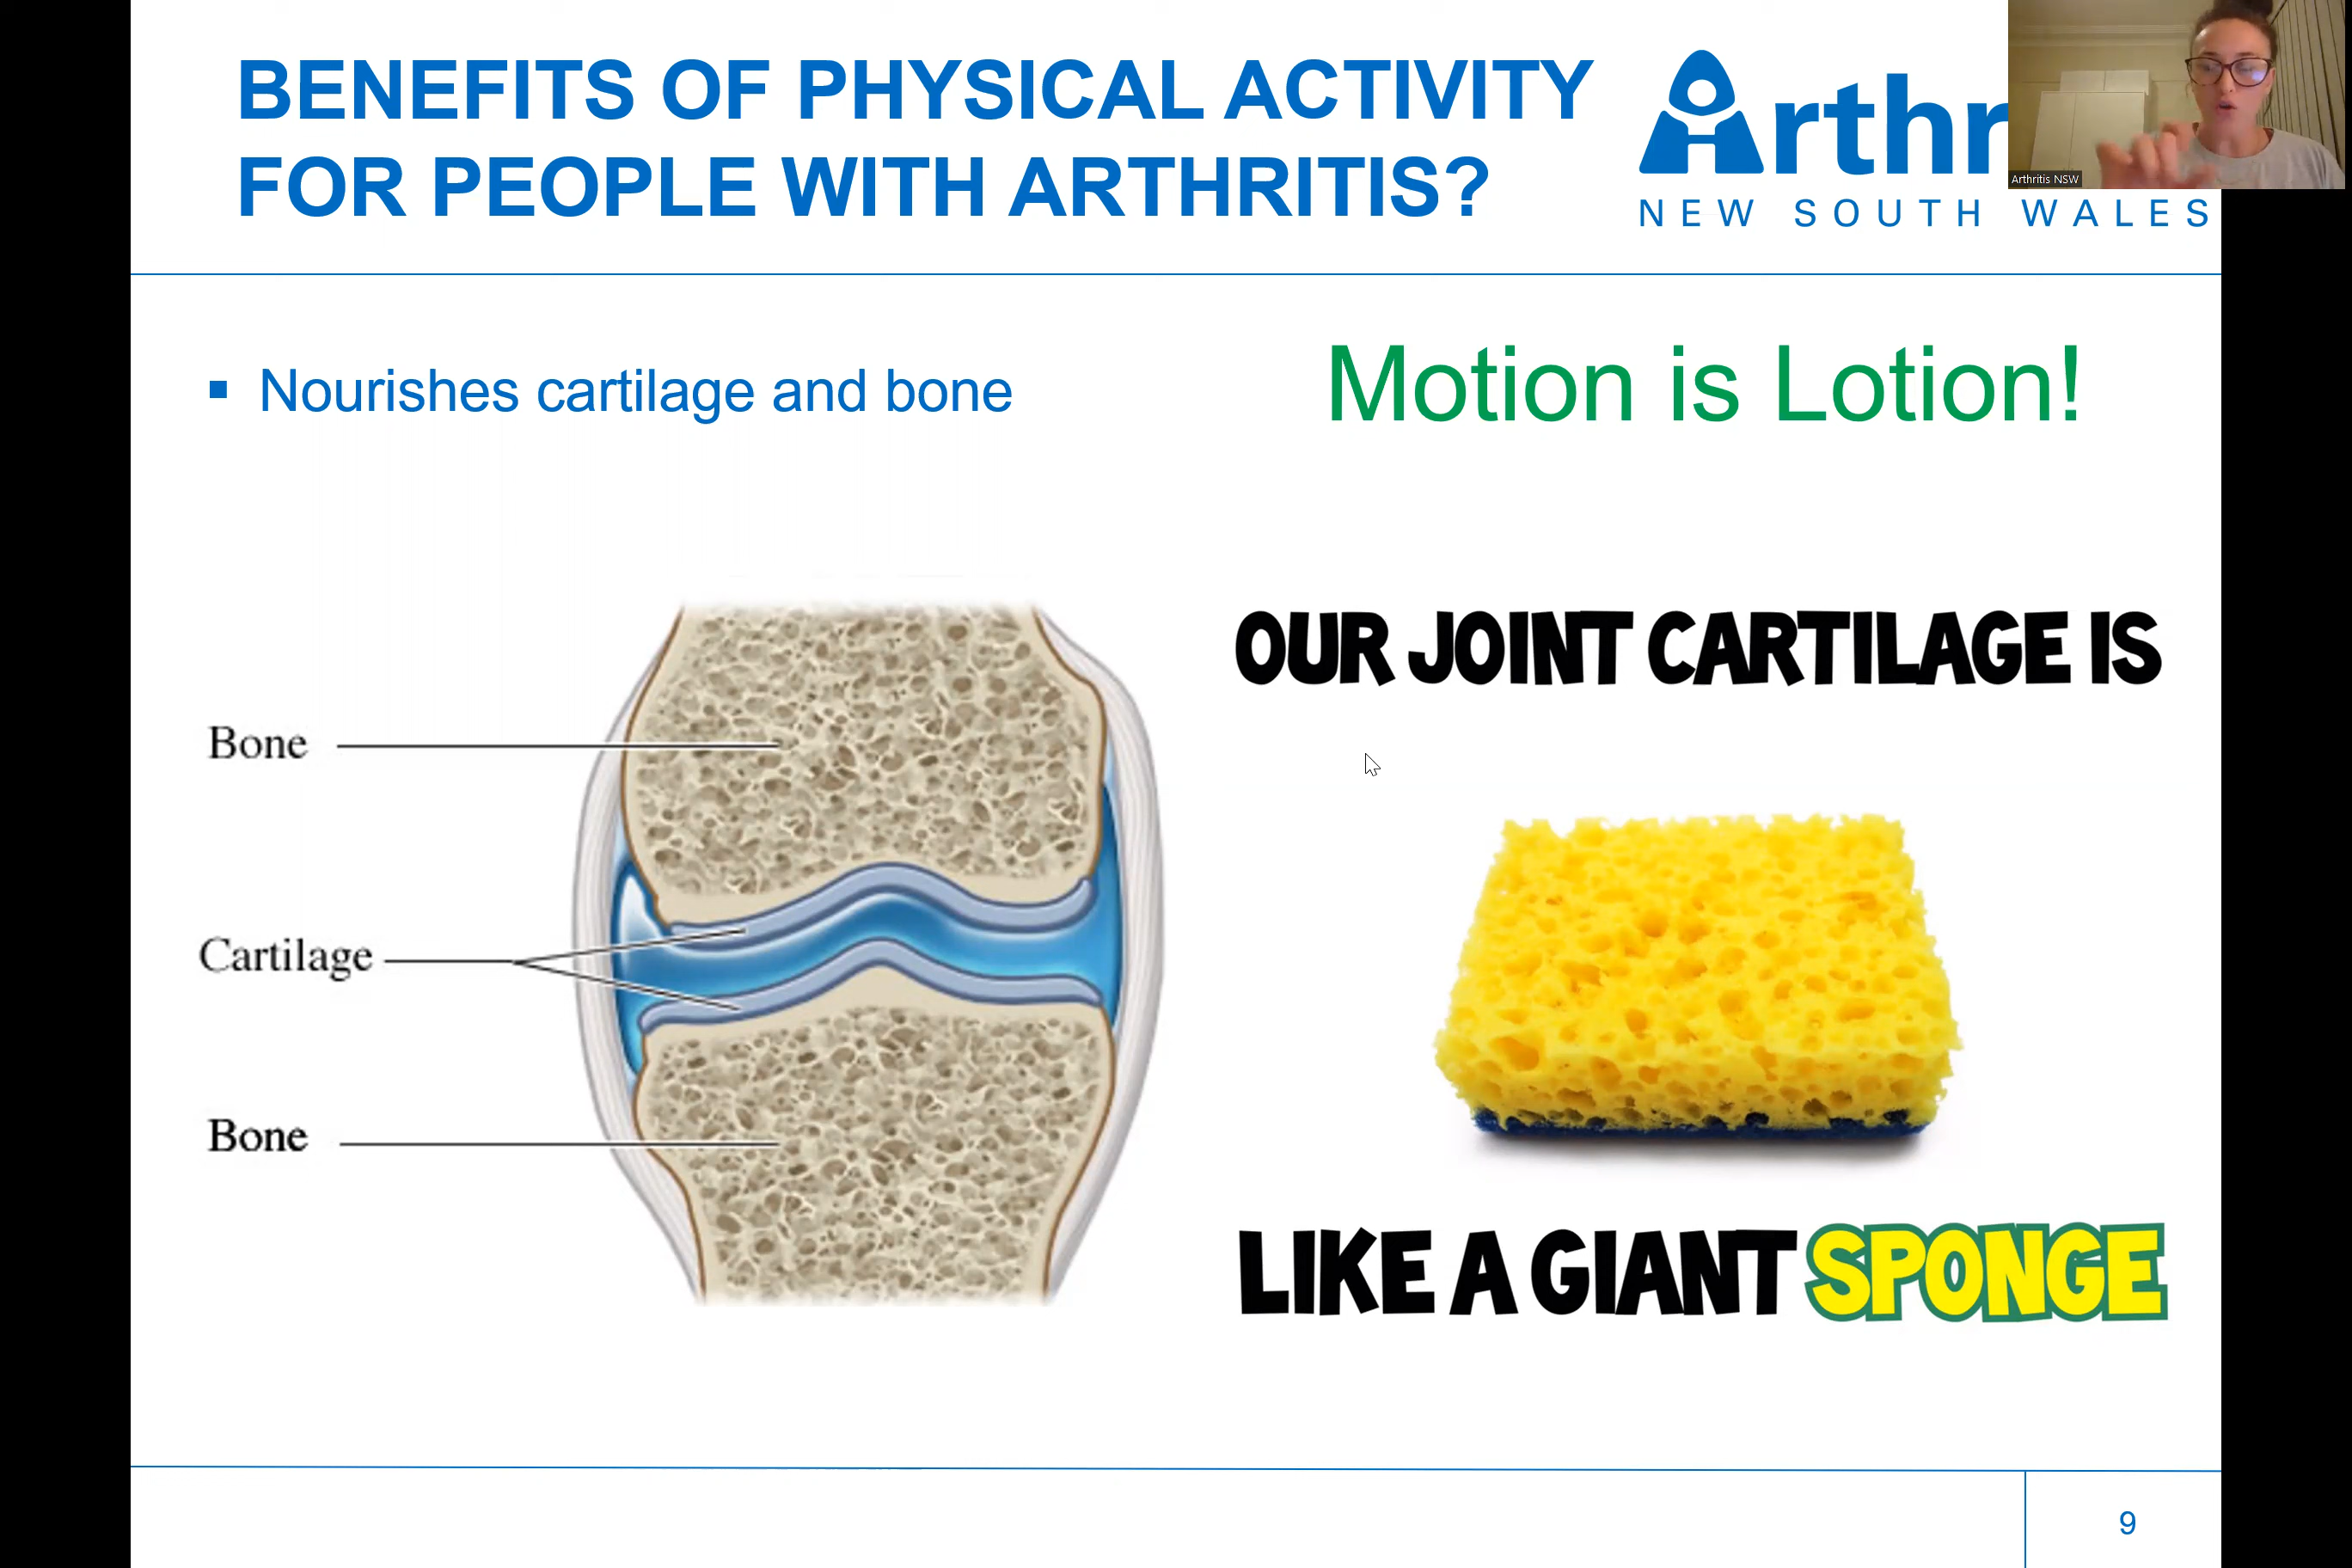 BENEFITS OF PHYSICAL ACTIVITY
FOR PEOPLE WITH ARTHRITIS?
rthr
NEW SOUTH WALES
Arthritis NSW
▪ Nourishes cartilage and bone
Motion is Lotion!
OUR JOINT CARTILAGE IS
Bone
Cartilage
Bone
LIKE A GIANT SPONGE
9